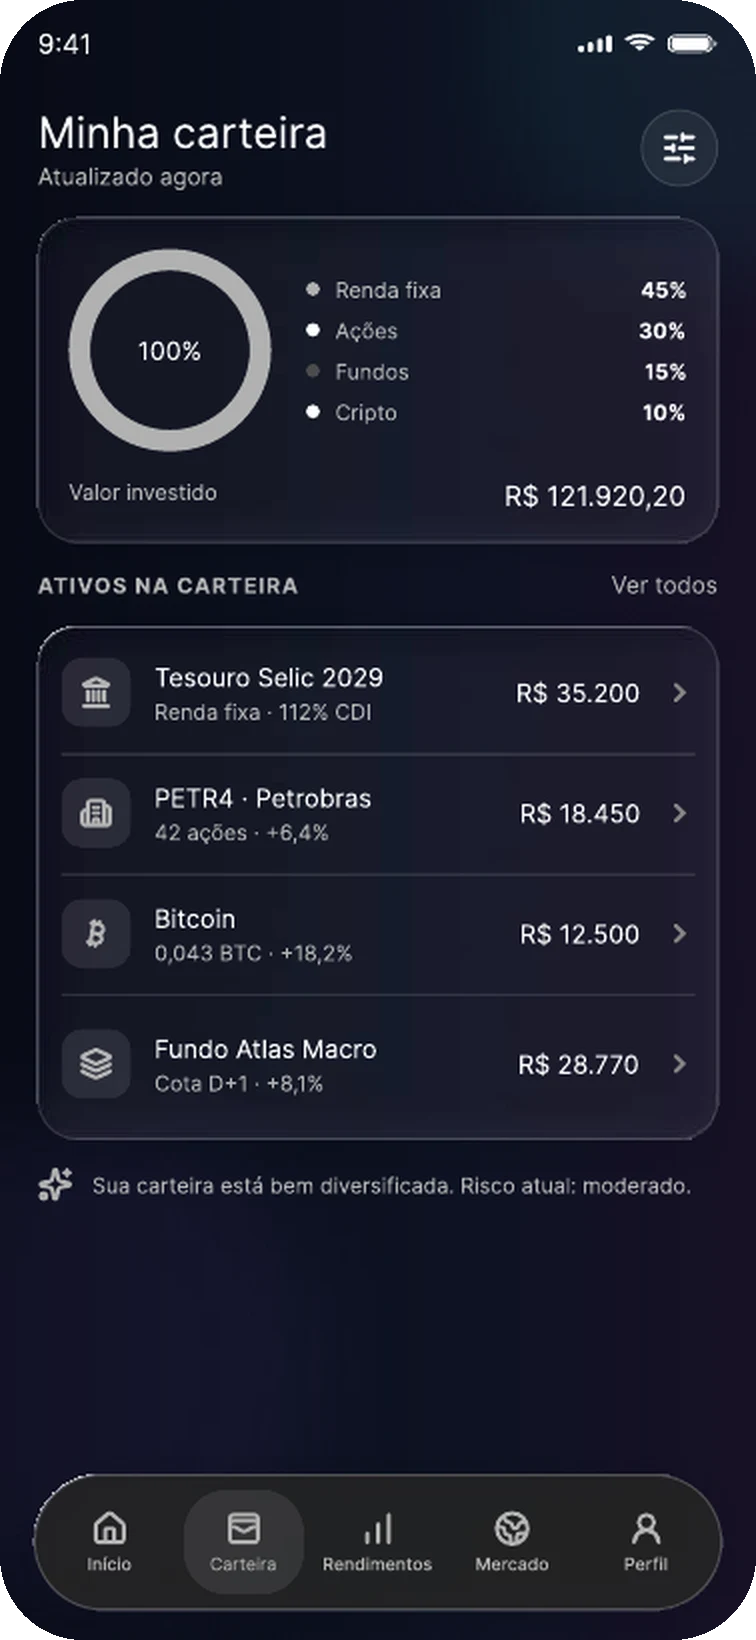 9:41
Minha carteira
Atualizado agora
100%
Renda fixa 45%
Ações 30%
Fundos 15%
Cripto 10%
Valor investido R$ 121.920,20
ATIVOS NA CARTEIRA Ver todos
Tesouro Selic 2029
Renda fixa · 112% CDI
R$ 35.200
PETR4 · Petrobras
42 ações · +6,4%
R$ 18.450
Bitcoin
0,043 BTC · +18,2%
R$ 12.500
Fundo Atlas Macro
Cota D+1 · +8,1%
R$ 28.770
Sua carteira está bem diversificada. Risco atual: moderado.
Início Carteira Rendimentos Mercado Perfil